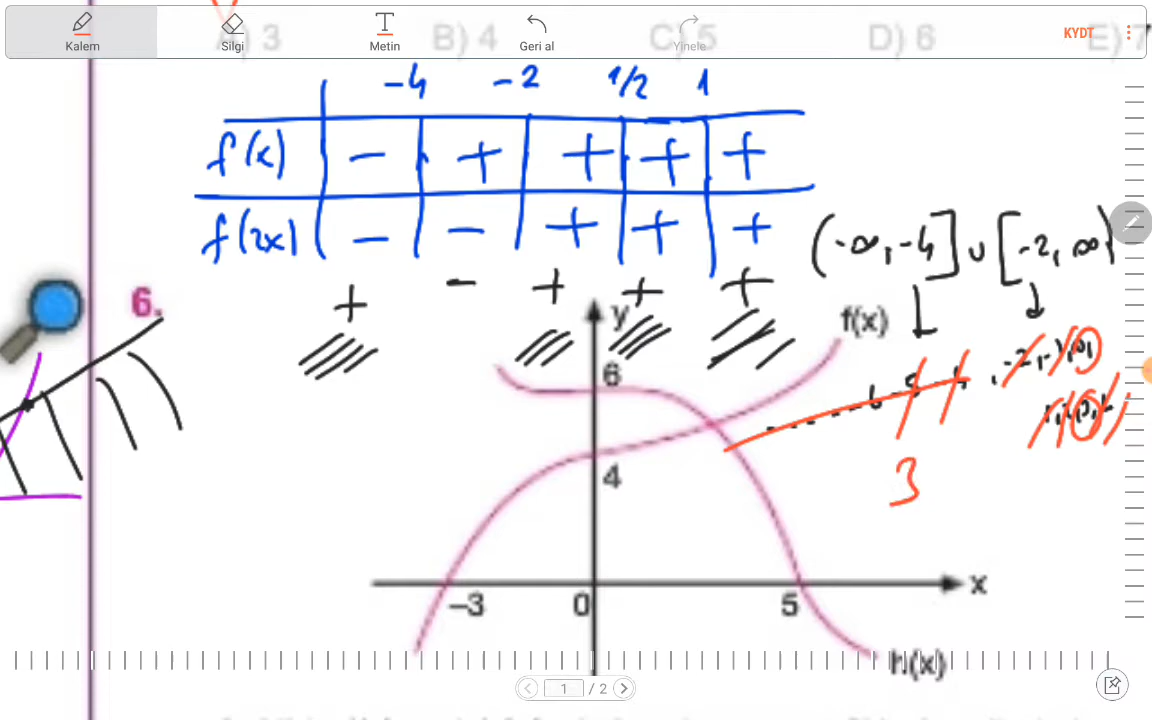 Kalem Silgi Metin Geri al Yinele KYDT
A) 3 B) 4 C) 5 D) 6 E) 7
-4 -2 1/2 1
f(x) - + + + +
f(2x) - - + + +
+ - + + +
(-∞,-4] ∪ [-2,∞)
6.
y
f(x)
6
4
3
-3 0 5 x
h(x)
1 / 2